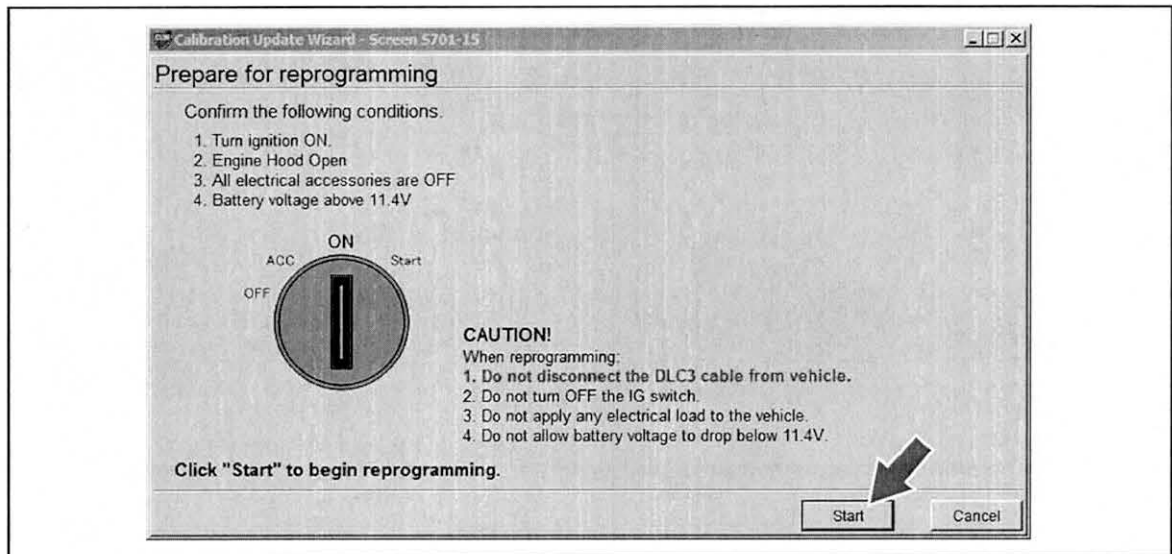 Calibration Update Wizard - Screen S701-15
Prepare for reprogramming
Confirm the following conditions.
1. Turn ignition ON.
2. Engine Hood Open
3. All electrical accessories are OFF
4. Battery voltage above 11.4V
ON
ACC
Start
OFF
CAUTION!
When reprogramming:
1. Do not disconnect the DLC3 cable from vehicle.
2. Do not turn OFF the IG switch.
3. Do not apply any electrical load to the vehicle.
4. Do not allow battery voltage to drop below 11.4V.
Click "Start" to begin reprogramming.
Start
Cancel